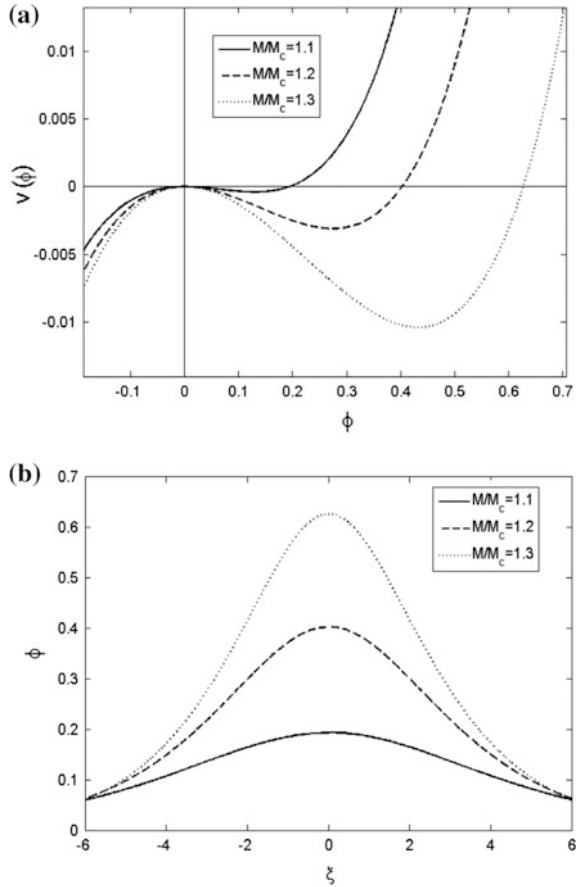 (a)
0.01
0.005
0
-0.005
-0.01
V (ϕ)
M/Mc=1.1
M/Mc=1.2
M/Mc=1.3
-0.1 0 0.1 0.2 0.3 0.4 0.5 0.6 0.7
ϕ
(b)
0.7
0.6
0.5
0.4
0.3
0.2
0.1
0
ϕ
M/Mc=1.1
M/Mc=1.2
M/Mc=1.3
-6 -4 -2 0 2 4 6
ξ